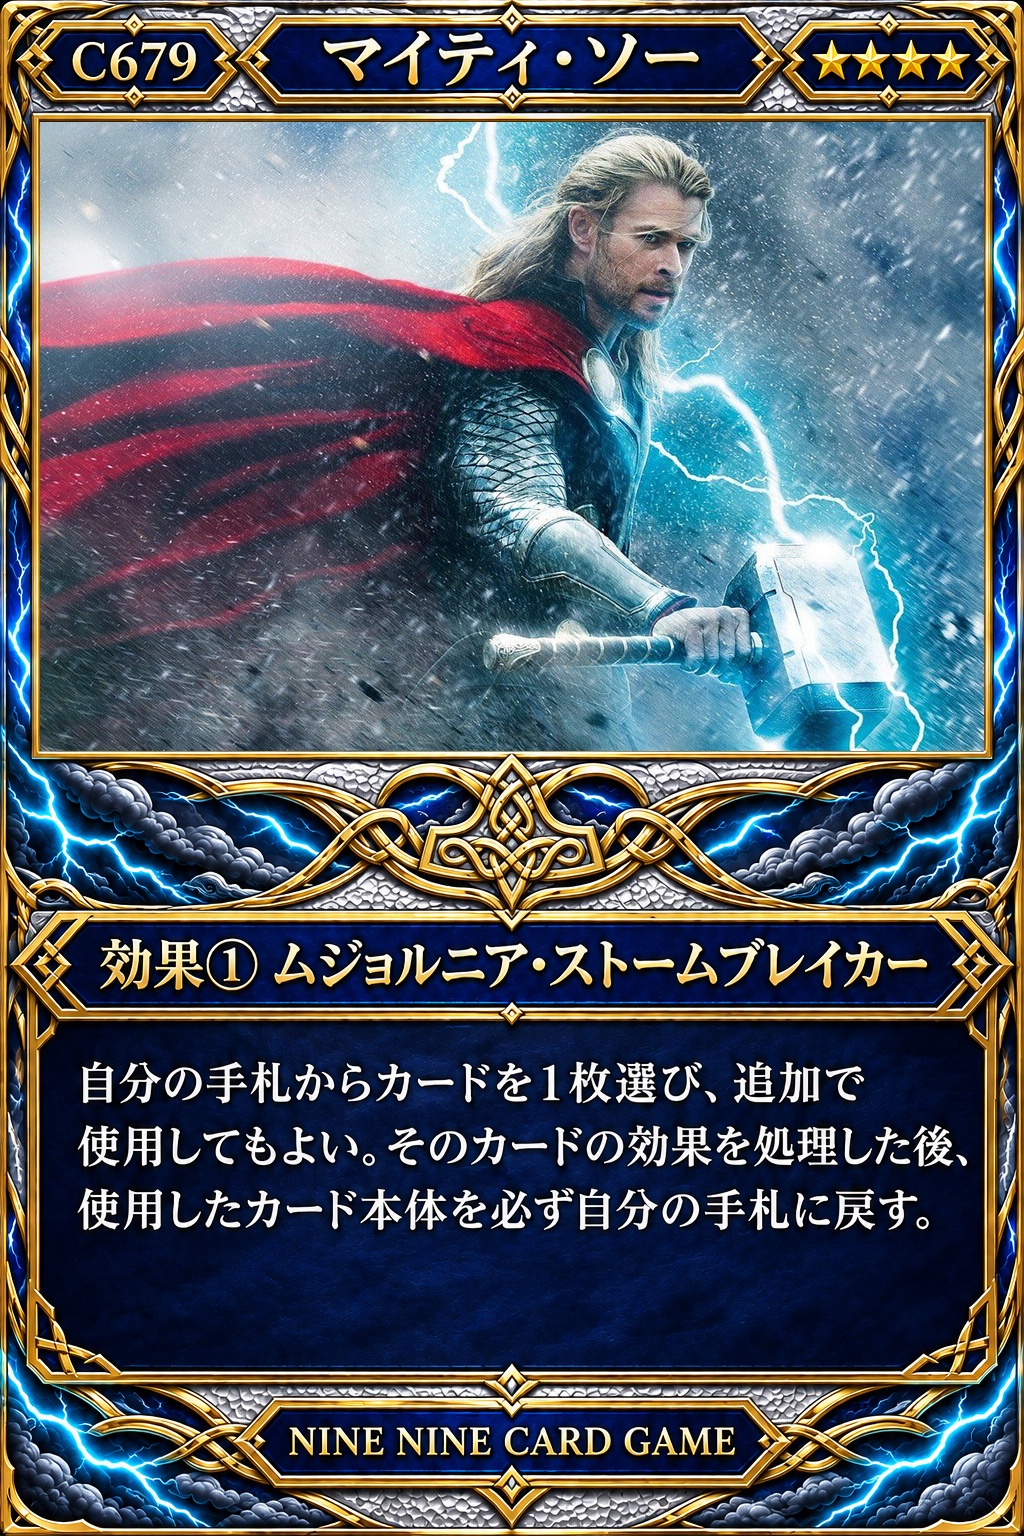 C679
マイティ・ソー
★★★★
効果① ムジョルニア・ストームブレイカー
自分の手札からカードを1枚選び、追加で
使用してもよい。そのカードの効果を処理した後、
使用したカード本体を必ず自分の手札に戻す。
NINE NINE CARD GAME